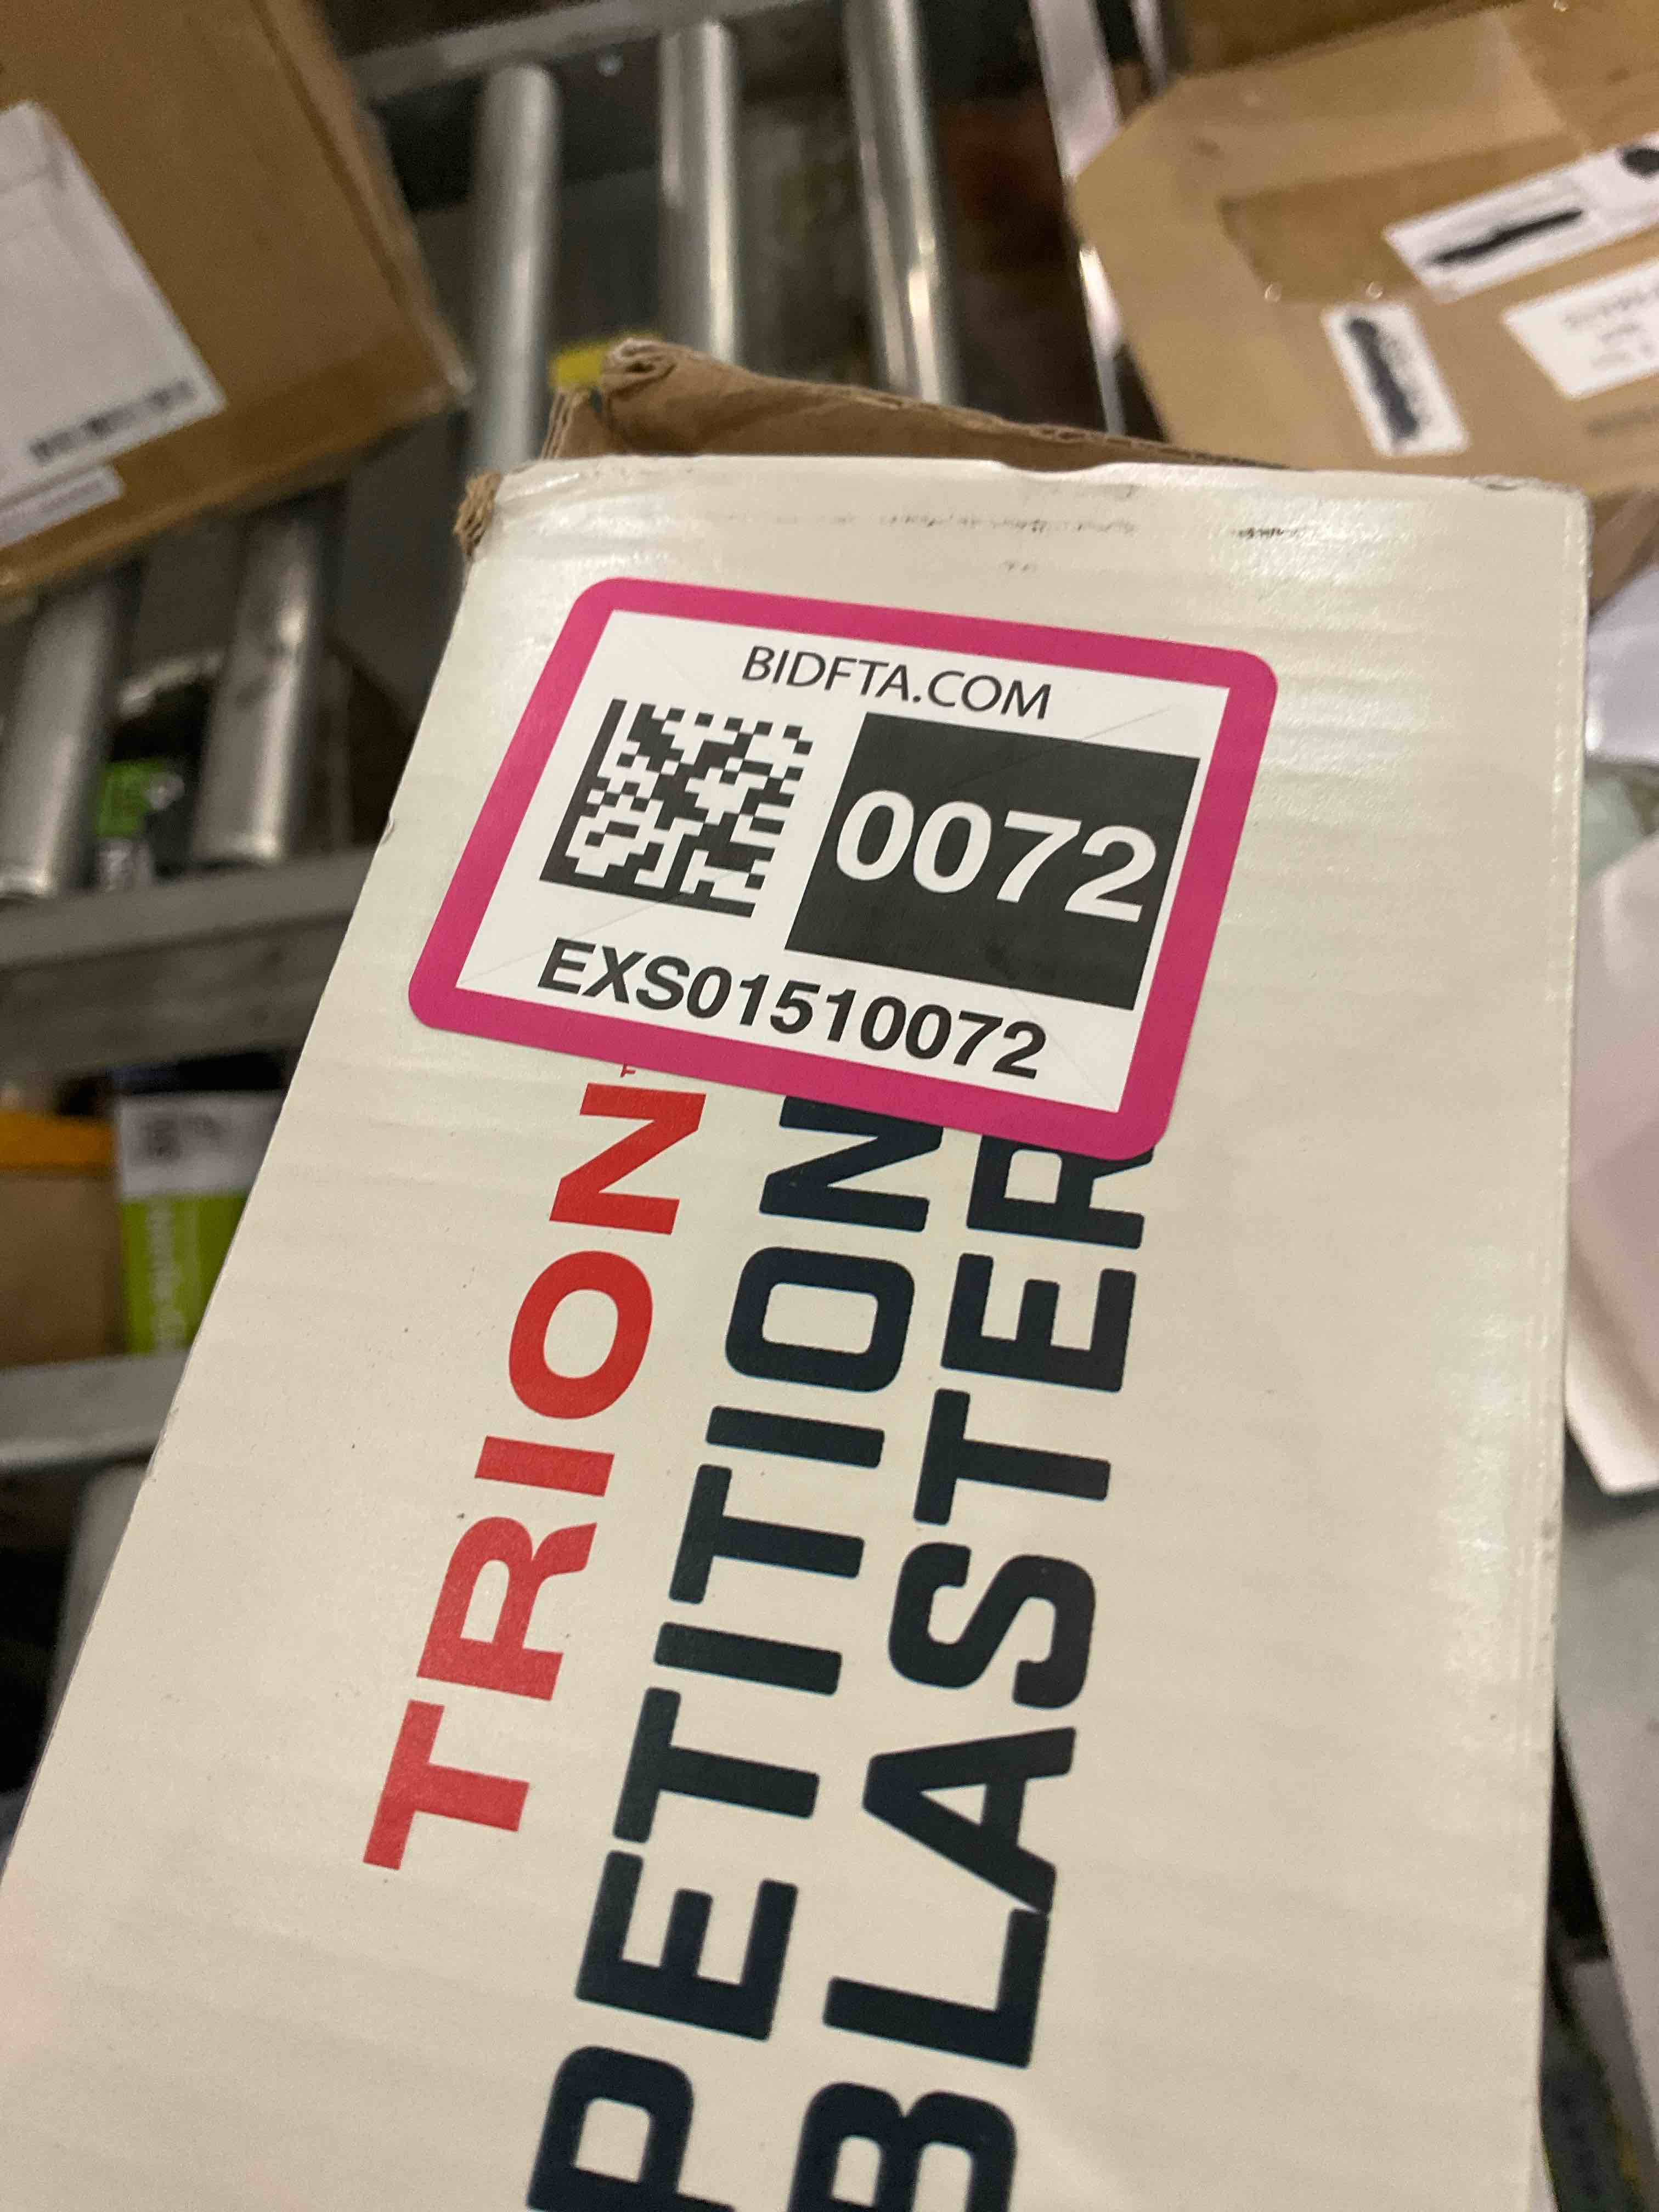 BIDFTA.COM
0072
EXS01510072
TRION
PETITION
BLASTER